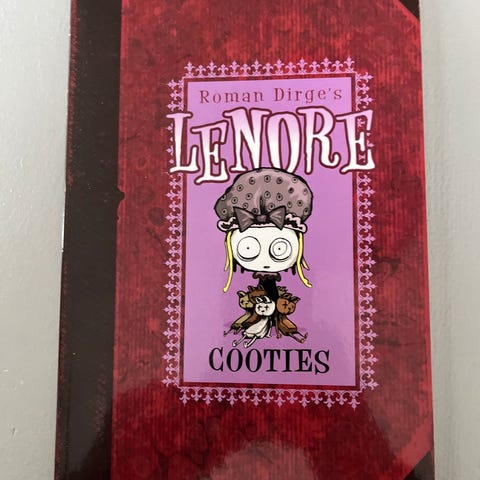 Roman Dirge's
LENORE
COOTIES